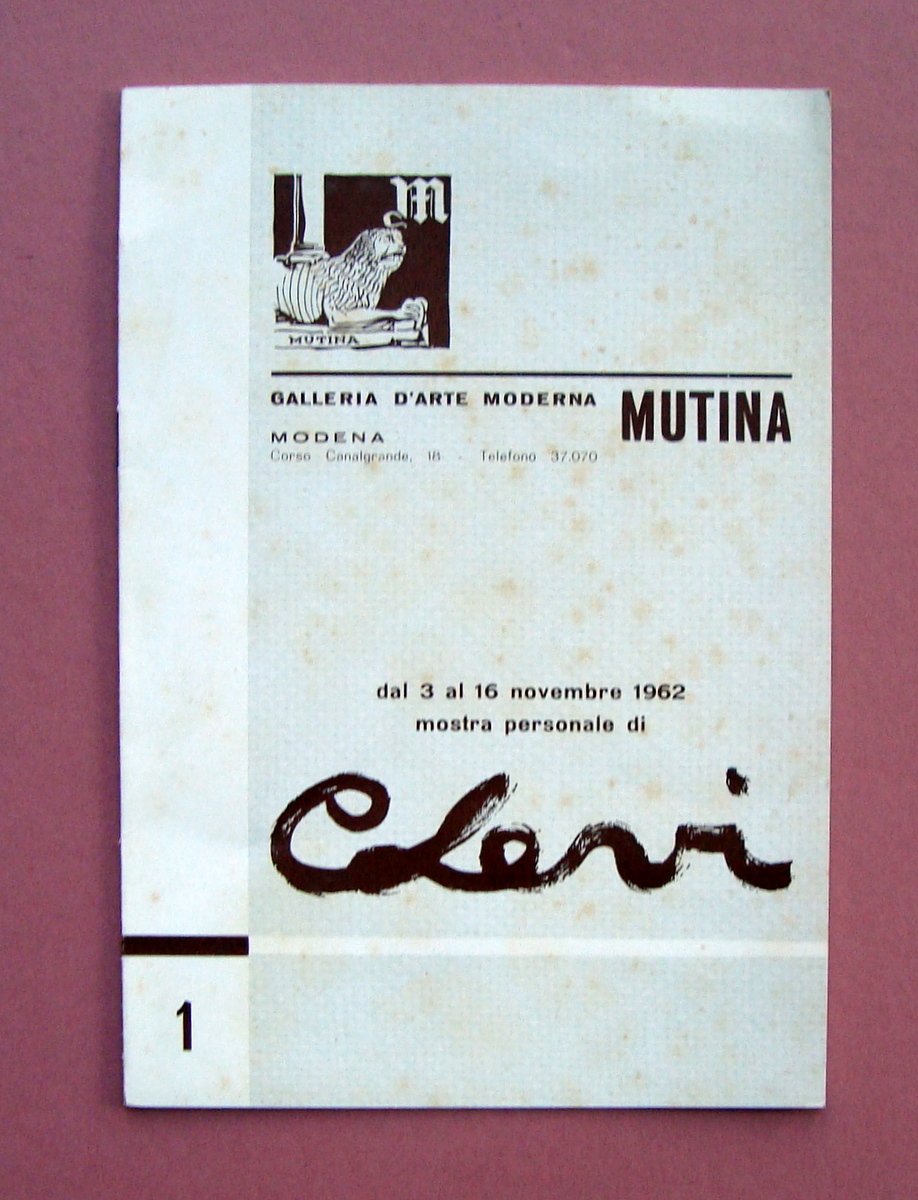 M
MUTINA
GALLERIA D'ARTE MODERNA MUTINA
MODENA
Corso Canalgrande, 18 - Telefono 37.070
dal 3 al 16 novembre 1962
mostra personale di
C Levi
1